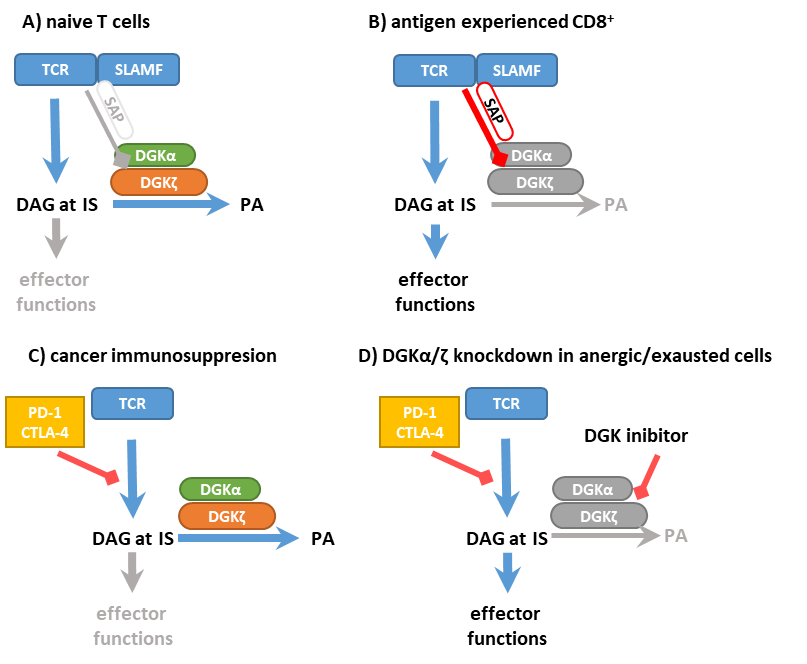 A) naive T cells
TCR
SLAMF
SAP
DGKα
DGKζ
DAG at IS
PA
effector
functions
B) antigen experienced CD8⁺
TCR
SLAMF
SAP
DGKα
DGKζ
DAG at IS
PA
effector
functions
C) cancer immunosuppresion
PD-1
CTLA-4
TCR
DGKα
DGKζ
DAG at IS
PA
effector
functions
D) DGKα/ζ knockdown in anergic/exausted cells
PD-1
CTLA-4
TCR
DGK inibitor
DGKα
DGKζ
DAG at IS
PA
effector
functions